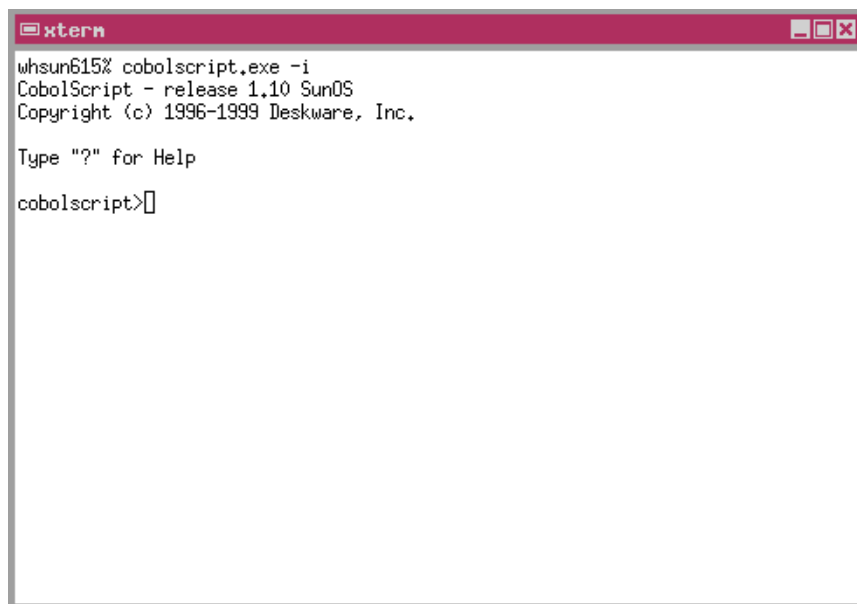 xterm
whsun615% cobolscript.exe -i
CobolScript - release 1.10 SunOS
Copyright (c) 1996-1999 Deskware, Inc.
Type "?" for Help
cobolscript>